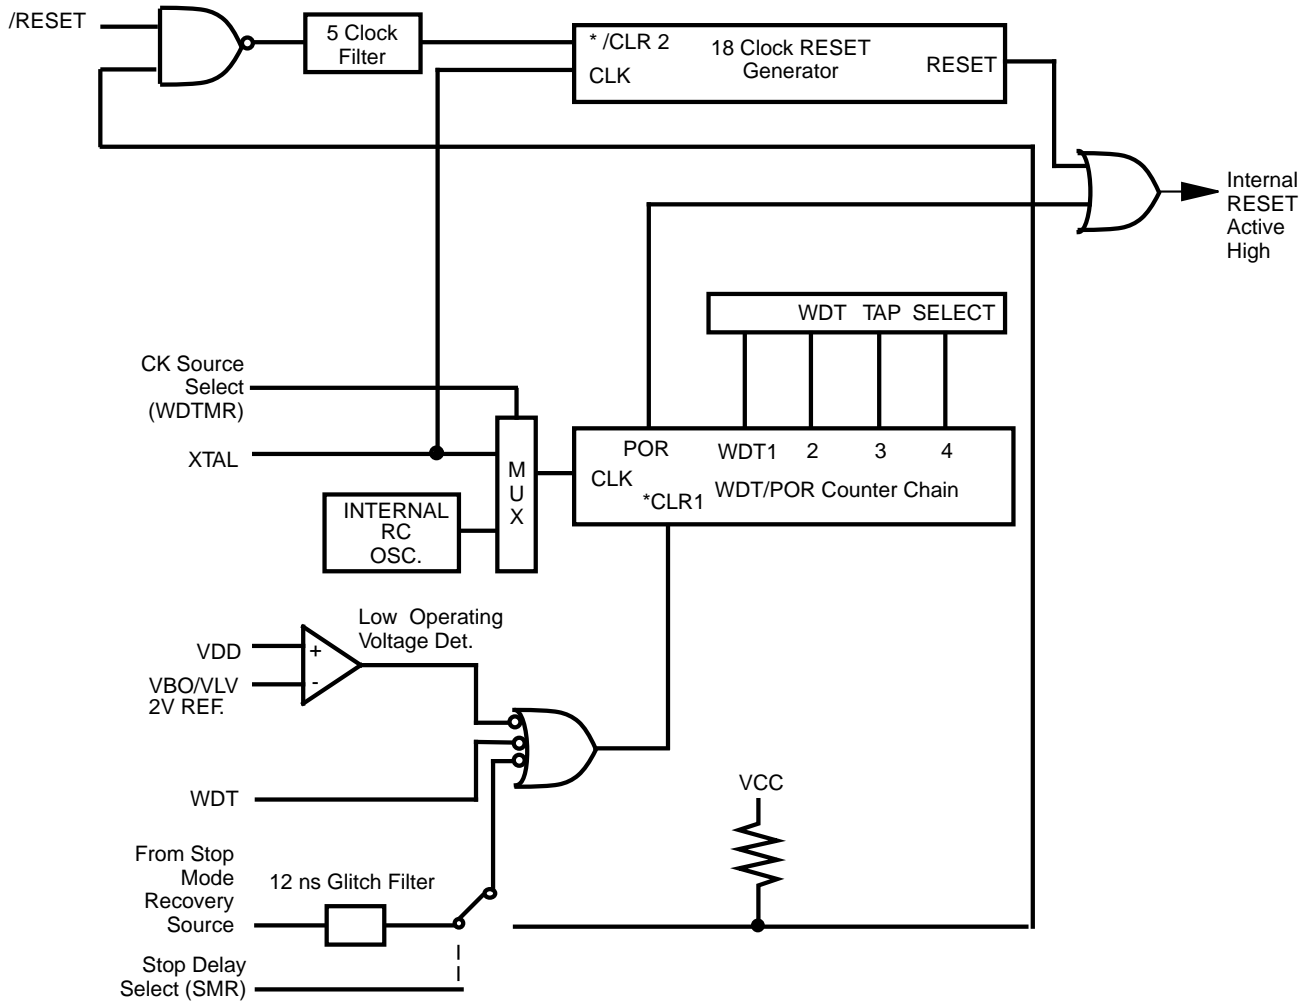 /RESET
5 Clock
Filter
* /CLR 2
CLK
18 Clock RESET
Generator
RESET
Internal
RESET
Active
High
WDT TAP SELECT
CK Source
Select
(WDTMR)
XTAL
MUX
INTERNAL
RC
OSC.
POR
WDT1
2
3
4
CLK
WDT/POR Counter Chain
*CLR1
Low Operating
Voltage Det.
VDD
+
VBO/VLV
2V REF.
-
WDT
VCC
From Stop
Mode
Recovery
Source
12 ns Glitch Filter
Stop Delay
Select (SMR)